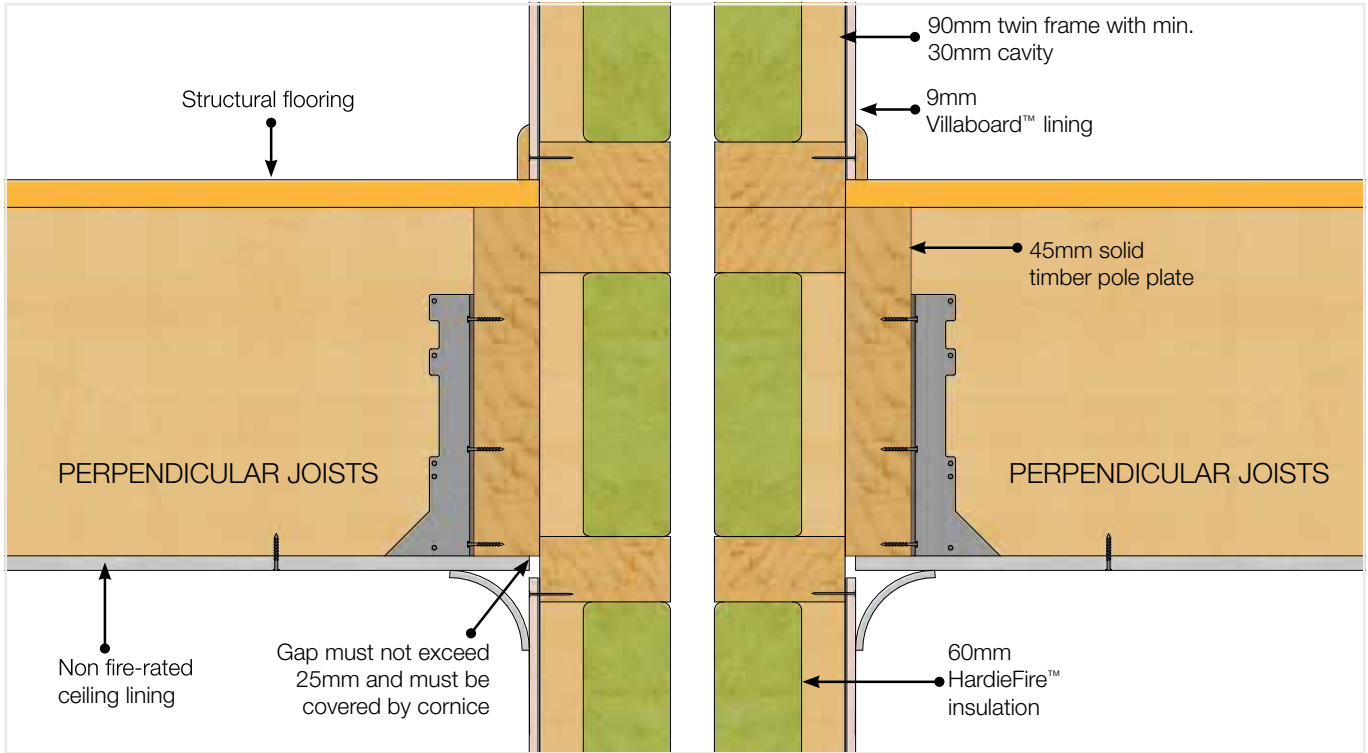 90mm twin frame with min.
30mm cavity
Structural flooring
9mm
Villaboard™ lining
45mm solid
timber pole plate
PERPENDICULAR JOISTS
PERPENDICULAR JOISTS
Non fire-rated
ceiling lining
Gap must not exceed
25mm and must be
covered by cornice
60mm
HardieFire™
insulation